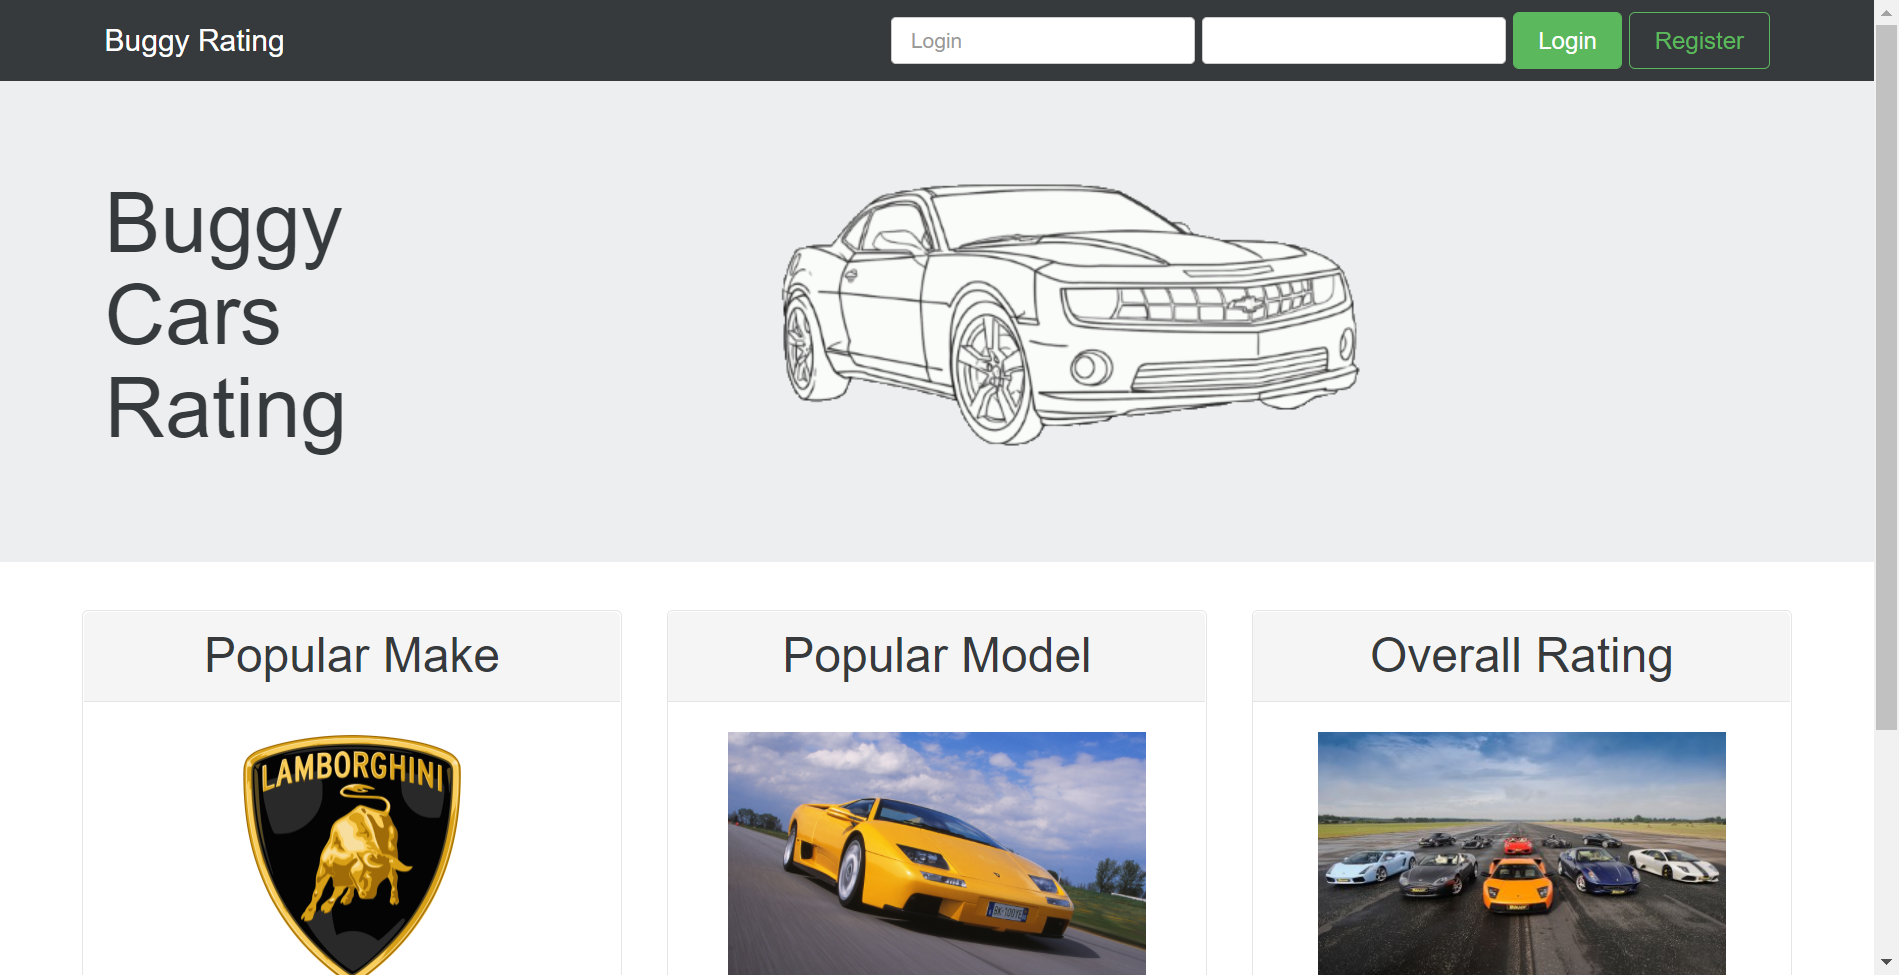 Buggy Rating
Login
Login
Register
Buggy
Cars
Rating
Popular Make
Popular Model
Overall Rating
LAMBORGHINI